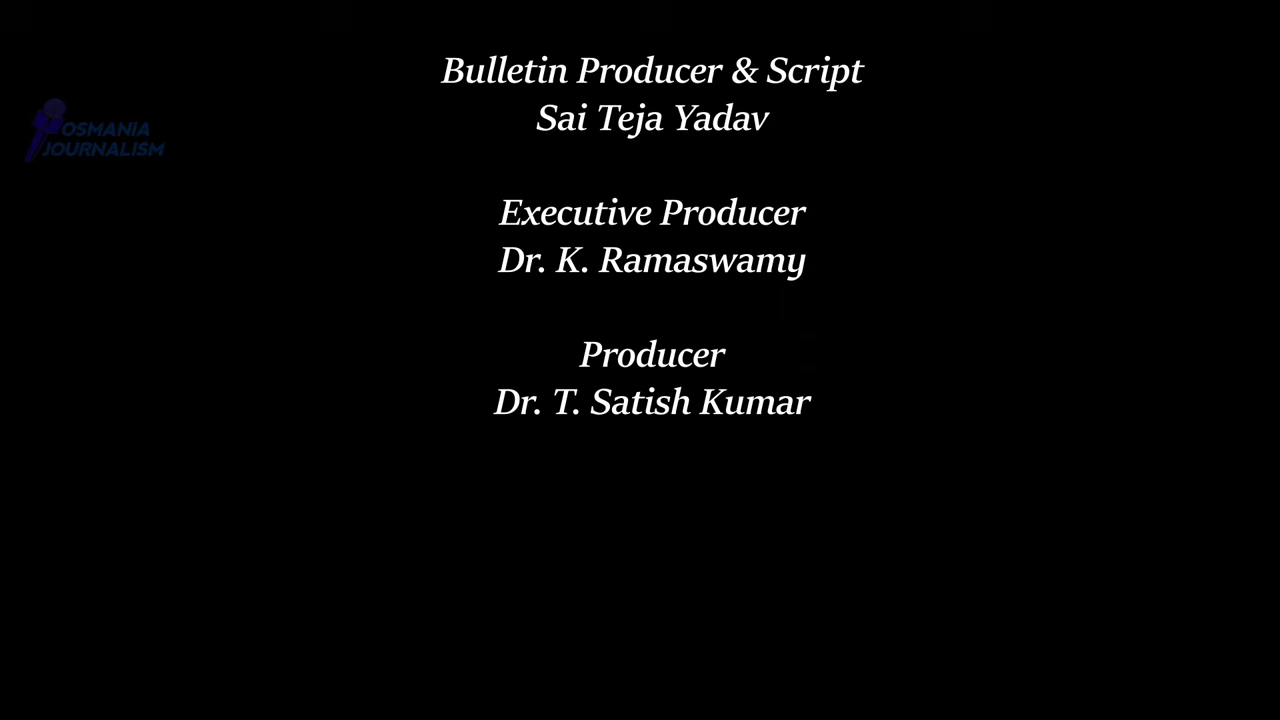 Bulletin Producer & Script
Sai Teja Yadav
OSMANIA
JOURNALISM
Executive Producer
Dr. K. Ramaswamy
Producer
Dr. T. Satish Kumar